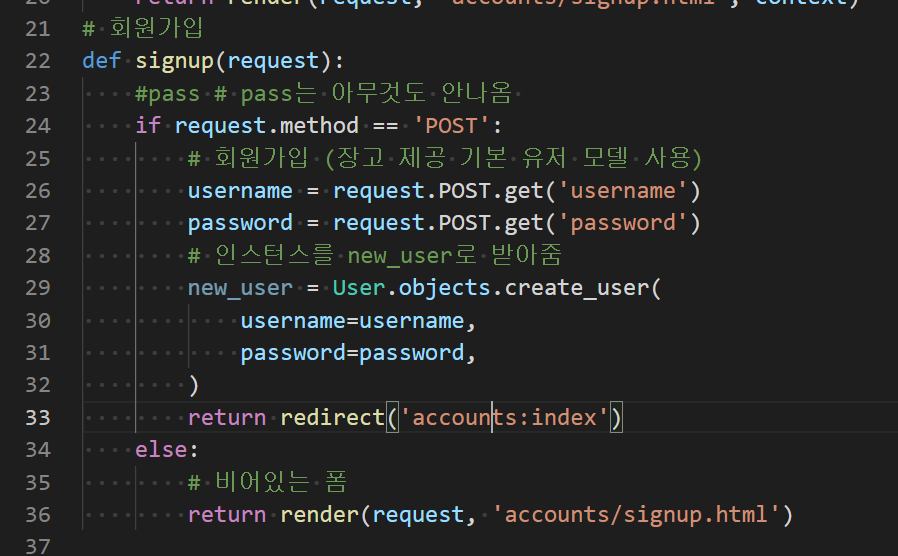 20 return render(request, 'accounts/signup.html', context)
21 # 회원가입
22 def signup(request):
23 #pass # pass는 아무것도 안나옴
24 if request.method == 'POST':
25 # 회원가입 (장고 제공 기본 유저 모델 사용)
26 username = request.POST.get('username')
27 password = request.POST.get('password')
28 # 인스턴스를 new_user로 받아줌
29 new_user = User.objects.create_user(
30 username=username,
31 password=password,
32 )
33 return redirect('accounts:index')
34 else:
35 # 비어있는 폼
36 return render(request, 'accounts/signup.html')
37